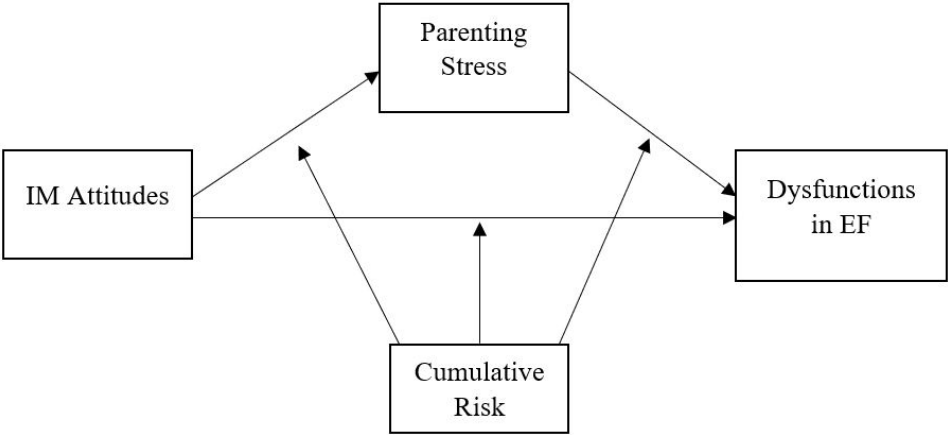 Parenting
Stress
IM Attitudes
Dysfunctions
in EF
Cumulative
Risk